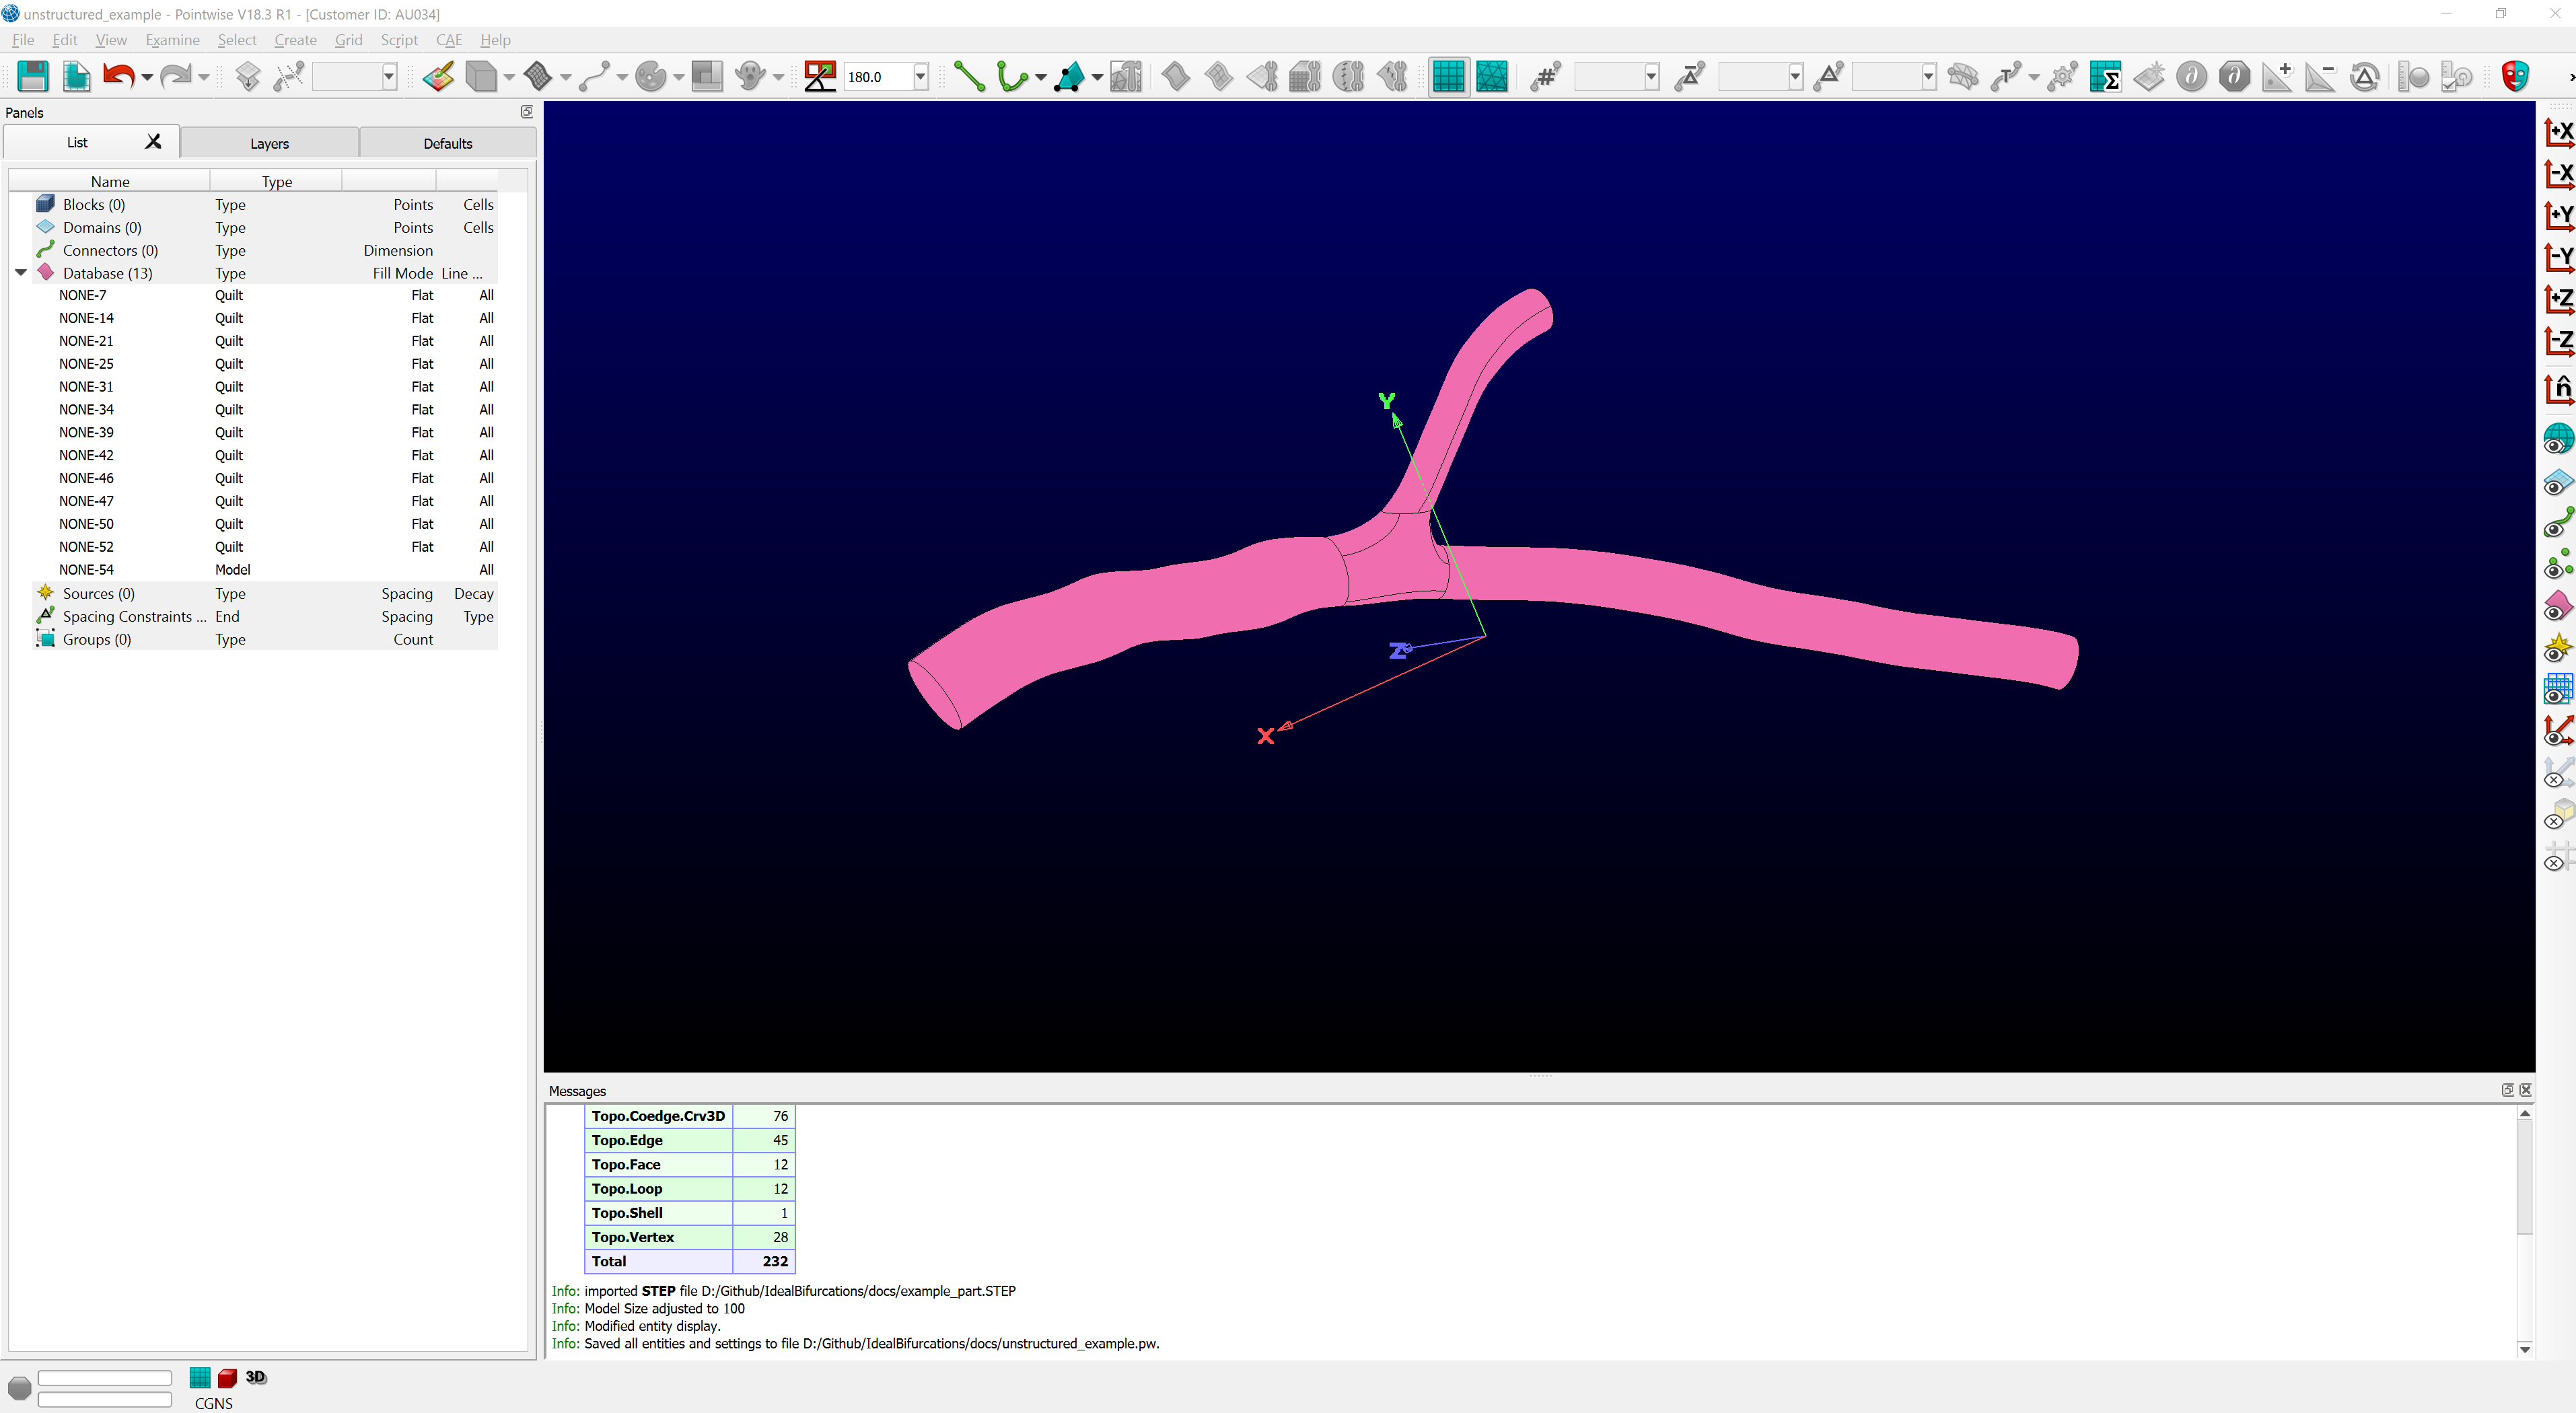 unstructured_example - Pointwise V18.3 R1 - [Customer ID: AU034]
File Edit View Examine Select Create Grid Script CAE Help
180.0
Panels
List Layers Defaults
Name Type
Blocks (0) Type Points Cells
Domains (0) Type Points Cells
Connectors (0) Type Dimension
Database (13) Type Fill Mode Line ...
NONE-7 Quilt Flat All
NONE-14 Quilt Flat All
NONE-21 Quilt Flat All
NONE-25 Quilt Flat All
NONE-31 Quilt Flat All
NONE-34 Quilt Flat All
NONE-39 Quilt Flat All
NONE-42 Quilt Flat All
NONE-46 Quilt Flat All
NONE-47 Quilt Flat All
NONE-50 Quilt Flat All
NONE-52 Quilt Flat All
NONE-54 Model All
Sources (0) Type Spacing Decay
Spacing Constraints ... End Spacing Type
Groups (0) Type Count
Y
Z
X
+X
-X
+Y
-Y
+Z
-Z
n̂
Messages
Topo.Coedge.Crv3D 76
Topo.Edge 45
Topo.Face 12
Topo.Loop 12
Topo.Shell 1
Topo.Vertex 28
Total 232
Info: imported STEP file D:/Github/IdealBifurcations/docs/example_part.STEP
Info: Model Size adjusted to 100
Info: Modified entity display.
Info: Saved all entities and settings to file D:/Github/IdealBifurcations/docs/unstructured_example.pw.
3D
CGNS